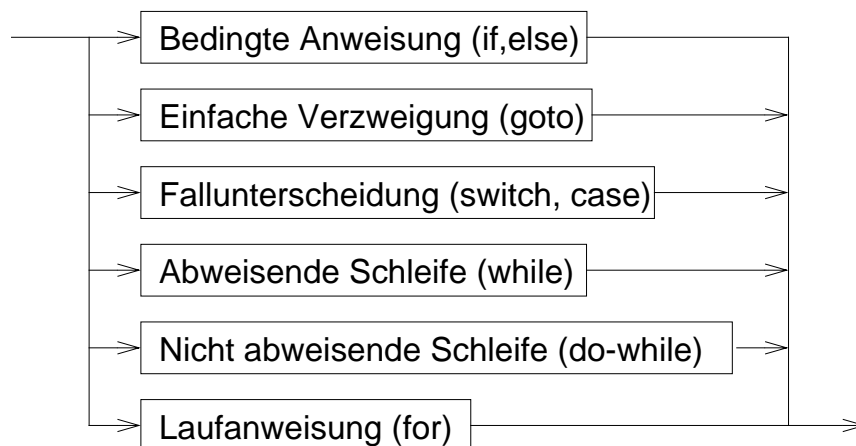 Bedingte Anweisung (if,else)
Einfache Verzweigung (goto)
Fallunterscheidung (switch, case)
Abweisende Schleife (while)
Nicht abweisende Schleife (do-while)
Laufanweisung (for)